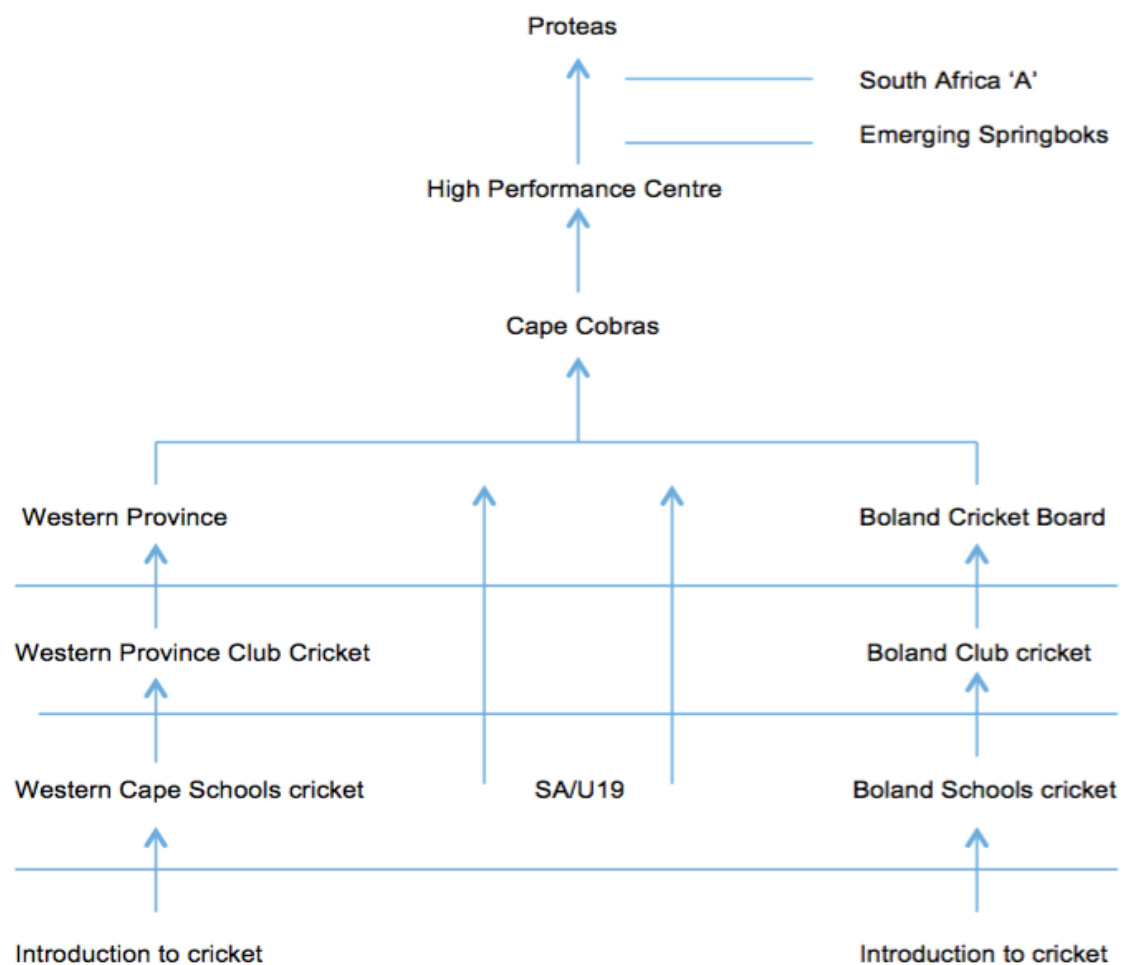 Proteas
South Africa ‘A’
Emerging Springboks
High Performance Centre
Cape Cobras
Western Province
Boland Cricket Board
Western Province Club Cricket
Boland Club cricket
Western Cape Schools cricket
SA/U19
Boland Schools cricket
Introduction to cricket
Introduction to cricket